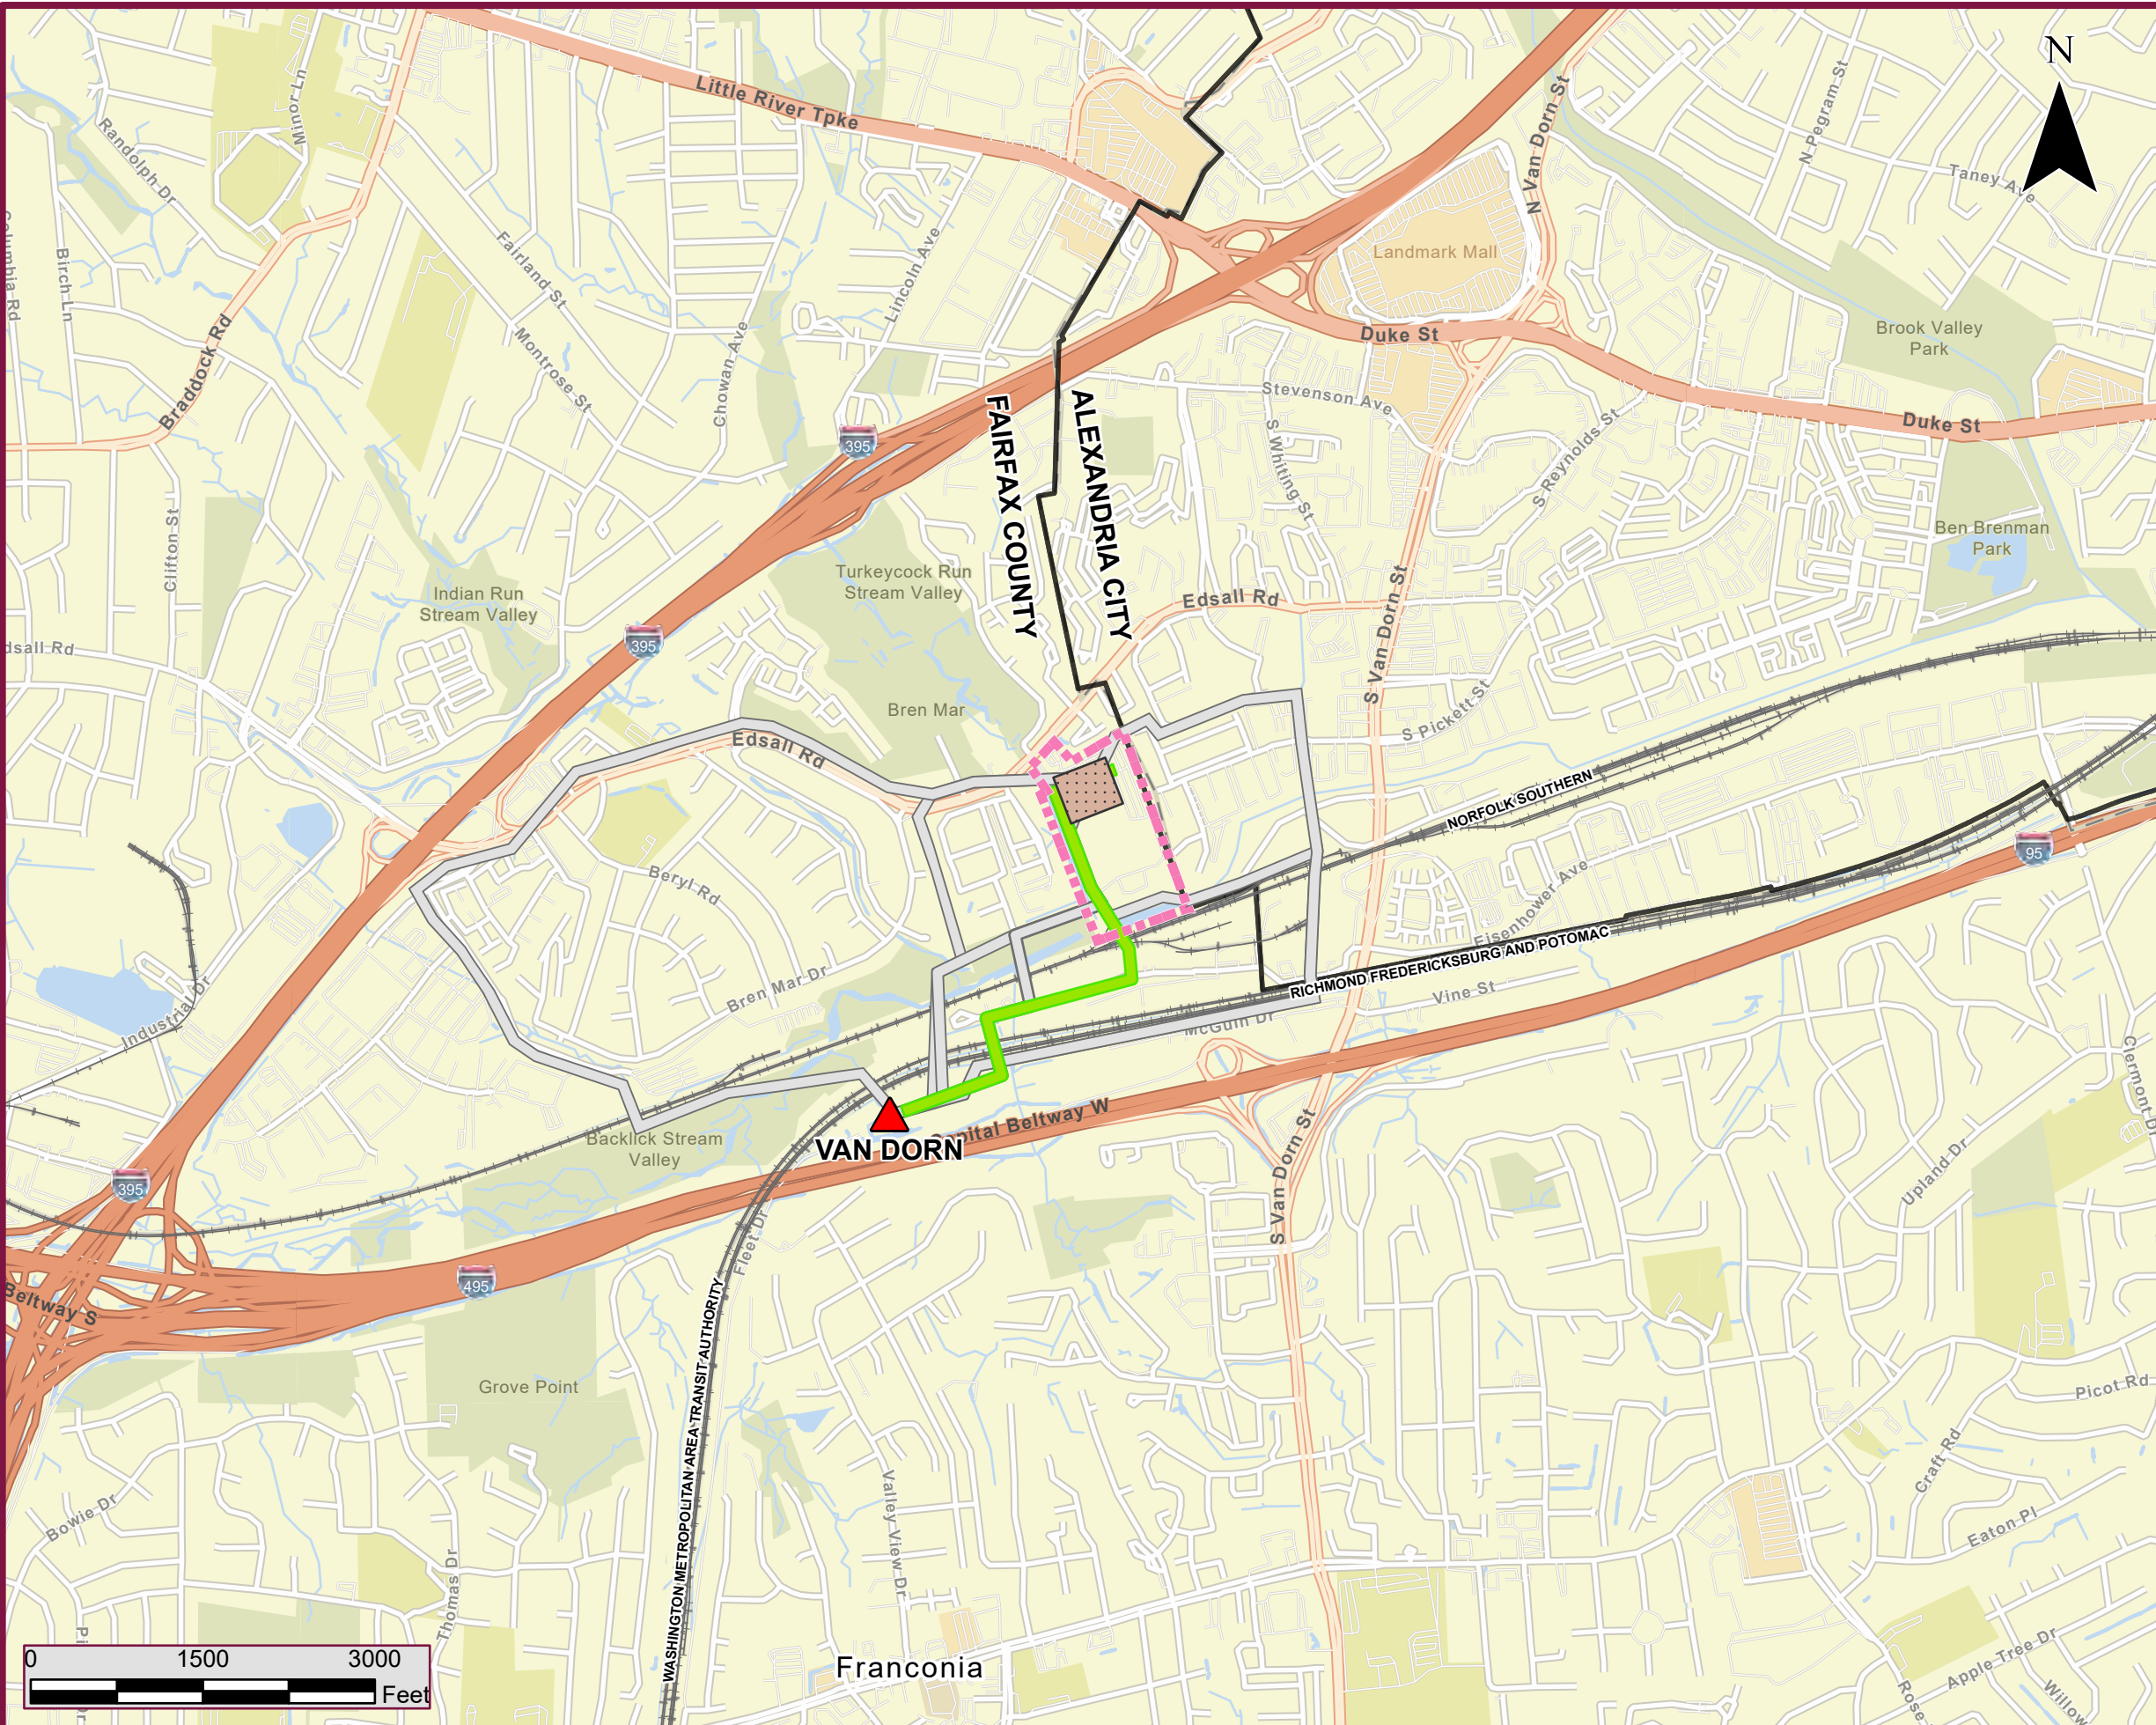 N
Little River Tpke
Minor Ln
Randolph Dr
N Van Dorn St
N Pegram St
Taney Ave
Columbia Rd
Birch Ln
Fairland St
Lincoln Ave
Landmark Mall
Brook Valley
Park
Braddock Rd
Montrose St
Chowan Ave
Duke St
Stevenson Ave
Duke St
395
FAIRFAX COUNTY
ALEXANDRIA CITY
S Whiting St
S Reynolds St
Clifton St
Ben Brenman
Park
Indian Run
Stream Valley
Turkeycock Run
Stream Valley
Edsall Rd
S Van Dorn St
395
dsall Rd
Bren Mar
S Pickett St
Edsall Rd
NORFOLK SOUTHERN
95
Beryl Rd
Eisenhower Ave
RICHMOND FREDERICKSBURG AND POTOMAC
Bren Mar Dr
Industrial Dr
Vine St
McGuin Dr
Clermont Dr
Capital Beltway W
VAN DORN
Backlick Stream
Valley
395
S Van Dorn St
Upland Dr
Fleet Dr
495
Beltway S
WASHINGTON METROPOLITAN AREA TRANSIT AUTHORITY
Grove Point
Picot Rd
Craft Rd
Bowie Dr
Valley View Dr
Eaton Pl
Thomas Dr
Apple Tree Dr
Willow
Rose
Franconia
0 1500 3000
Feet